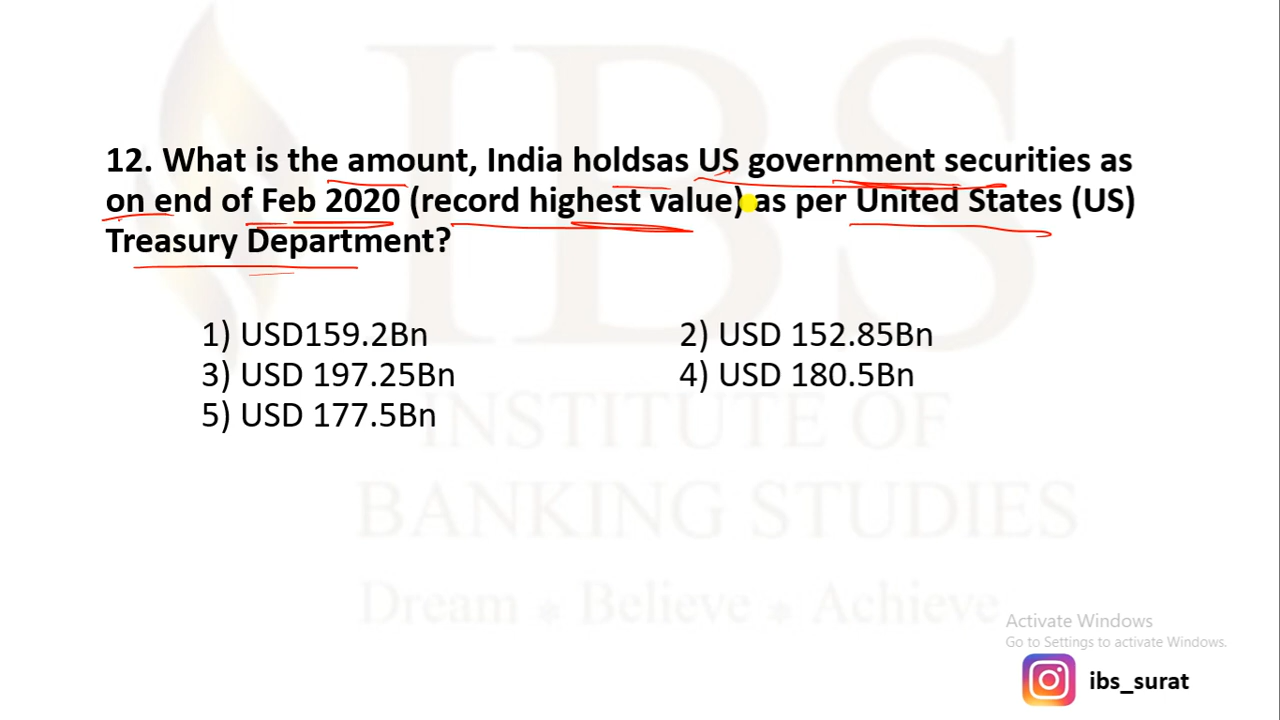 12. What is the amount, India holdsas US government securities as
on end of Feb 2020 (record highest value) as per United States (US)
Treasury Department?
1) USD159.2Bn 2) USD 152.85Bn
3) USD 197.25Bn 4) USD 180.5Bn
5) USD 177.5Bn
IBS
INSTITUTE OF
BANKING STUDIES
Dream * Believe * Achieve
Activate Windows
Go to Settings to activate Windows.
ibs_surat